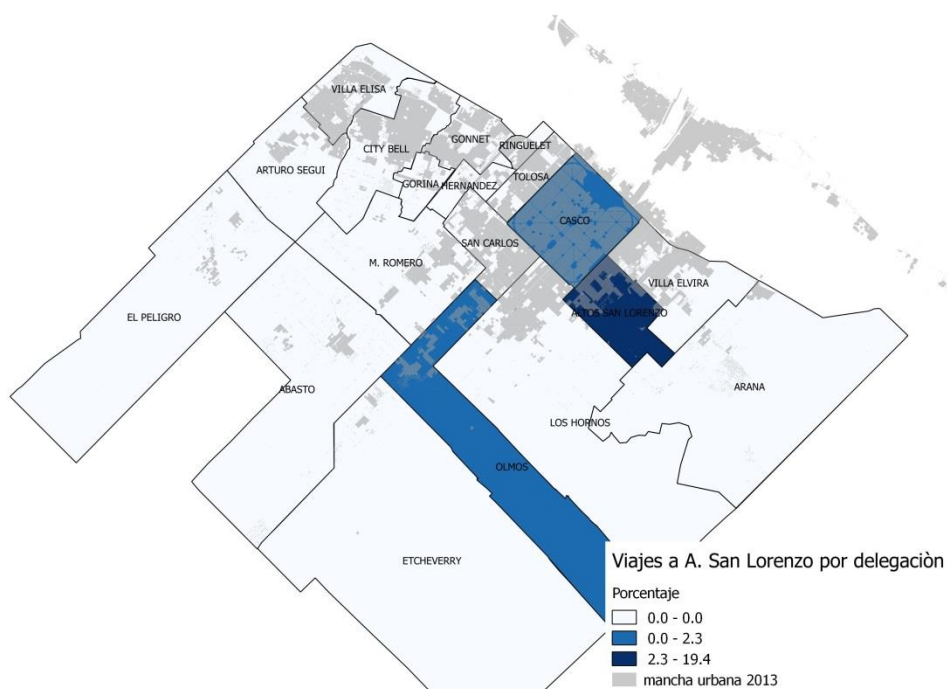 VILLA ELISA
GONNET
RINGUELET
CITY BELL
ARTURO SEGUI
TOLOSA
GORINA
HERNANDEZ
CASCO
SAN CARLOS
M. ROMERO
VILLA ELVIRA
EL PELIGRO
ALTOS SAN LORENZO
ABASTO
ARANA
LOS HORNOS
OLMOS
ETCHEVERRY
Viajes a A. San Lorenzo por delegaciòn
Porcentaje
0.0 - 0.0
0.0 - 2.3
2.3 - 19.4
mancha urbana 2013